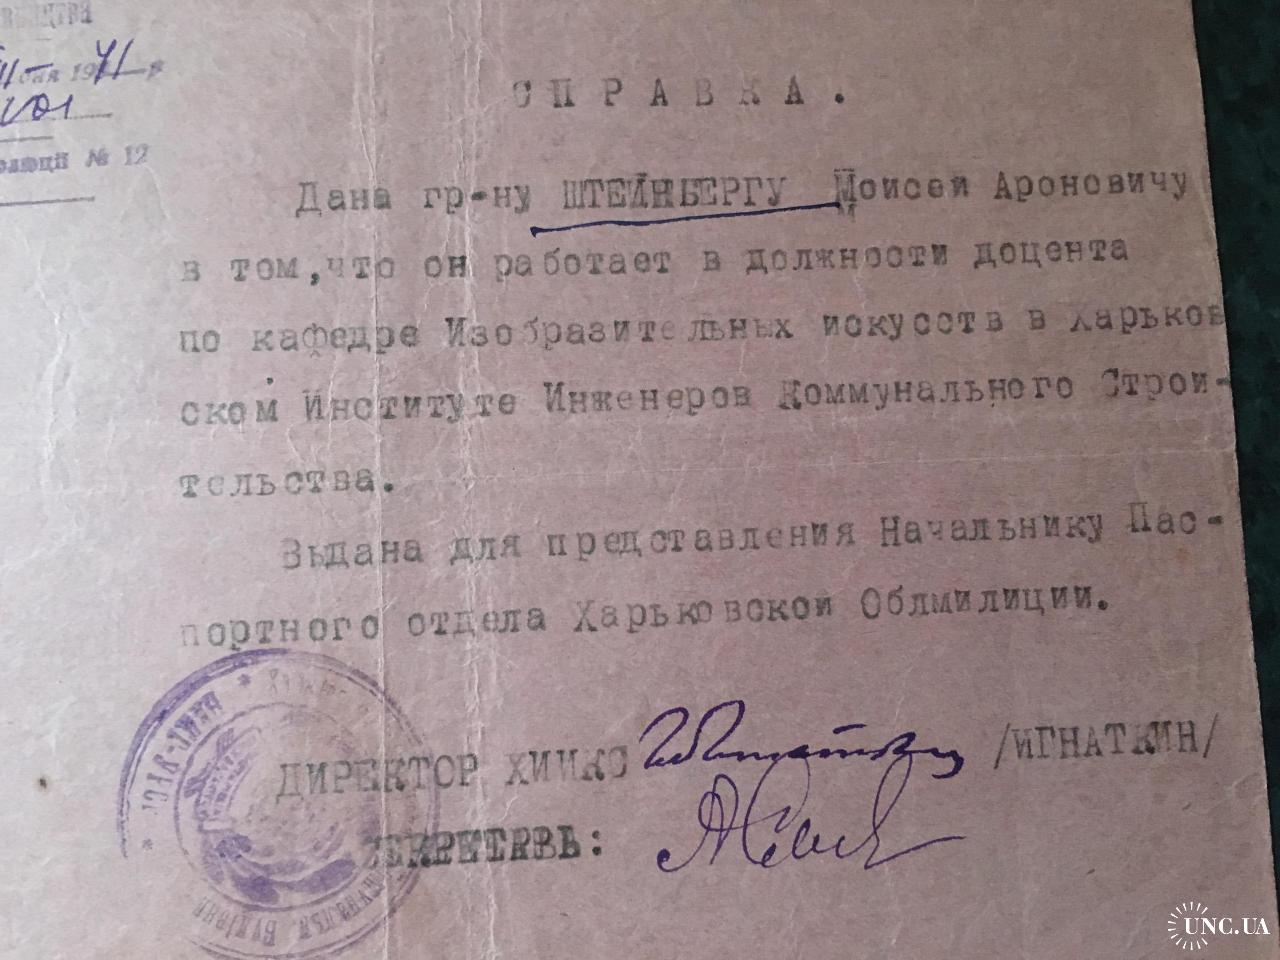 1941 р
№ 12
СПРАВКА.
Дана гр-ну ШТЕЙНБЕРГУ Моисей Ароновичу
в том,что он работает в должности доцента
по кафедре Изобразительных искусств в Харьков
ском Институте Инженеров Коммунального Строи-
тельства.
Выдана для представления Начальнику Пас-
портного отдела Харьковской Облмилиции.
ДИРЕКТОР ХИИКС /ИГНАТКИН/
СЕКРЕТАРЬ:
UNC.UA